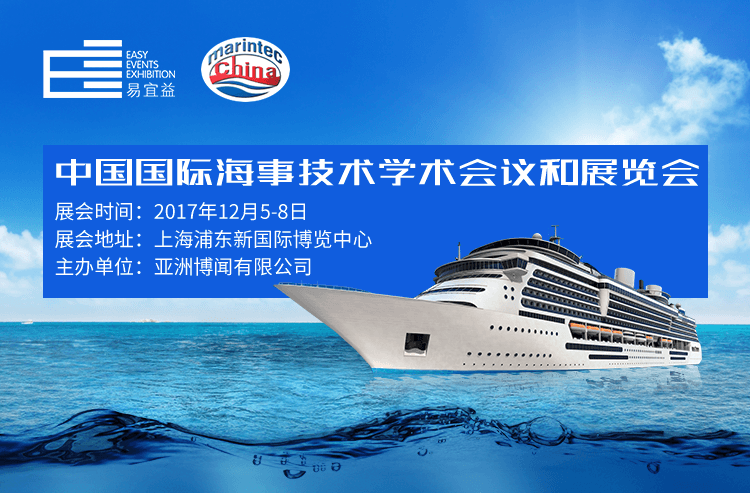 EASY
EVENTS
EXHIBITION
易宜益
marintec
China
中国国际海事技术学术会议和展览会
展会时间：2017年12月5-8日
展会地址：上海浦东新国际博览中心
主办单位：亚洲博闻有限公司